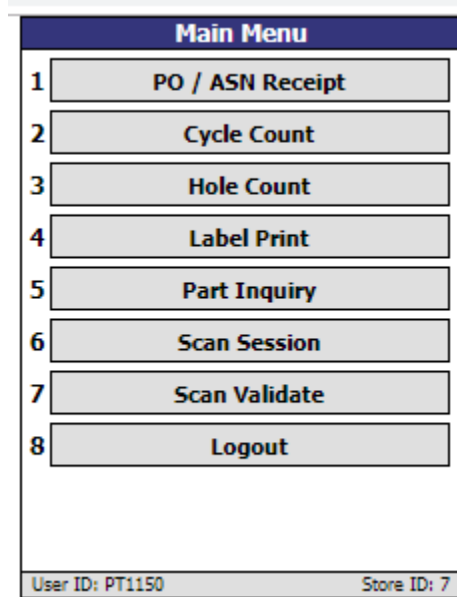 Main Menu
1 PO / ASN Receipt
2 Cycle Count
3 Hole Count
4 Label Print
5 Part Inquiry
6 Scan Session
7 Scan Validate
8 Logout
User ID: PT1150 Store ID: 7